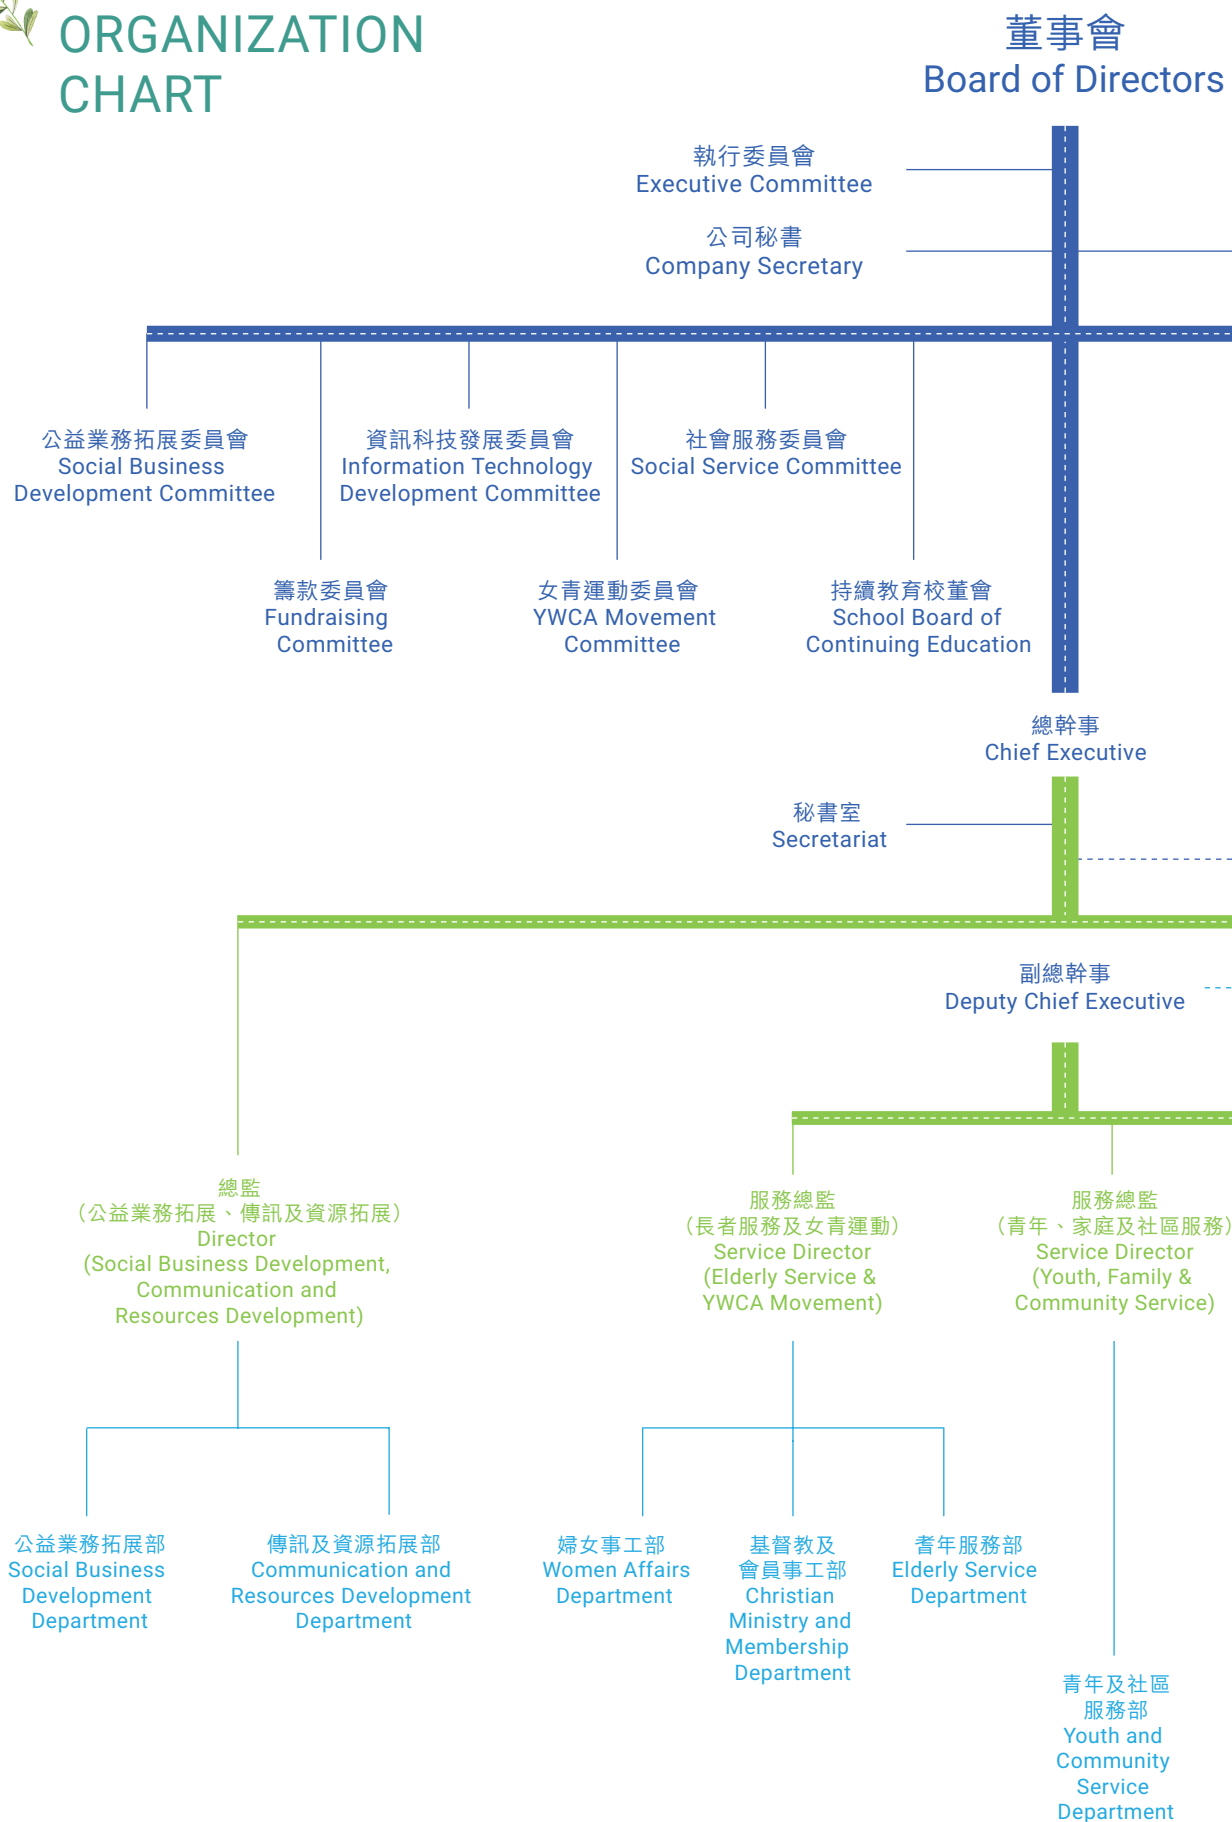 ORGANIZATION
CHART
董事會
Board of Directors
執行委員會
Executive Committee
公司秘書
Company Secretary
公益業務拓展委員會
Social Business
Development Committee
資訊科技發展委員會
Information Technology
Development Committee
社會服務委員會
Social Service Committee
籌款委員會
Fundraising
Committee
女青運動委員會
YWCA Movement
Committee
持續教育校董會
School Board of
Continuing Education
總幹事
Chief Executive
秘書室
Secretariat
副總幹事
Deputy Chief Executive
總監
（公益業務拓展、傳訊及資源拓展）
Director
(Social Business Development,
Communication and
Resources Development)
服務總監
（長者服務及女青運動）
Service Director
(Elderly Service &
YWCA Movement)
服務總監
（青年、家庭及社區服務）
Service Director
(Youth, Family &
Community Service)
公益業務拓展部
Social Business
Development
Department
傳訊及資源拓展部
Communication and
Resources Development
Department
婦女事工部
Women Affairs
Department
基督教及
會員事工部
Christian
Ministry and
Membership
Department
耆年服務部
Elderly Service
Department
青年及社區
服務部
Youth and
Community
Service
Department